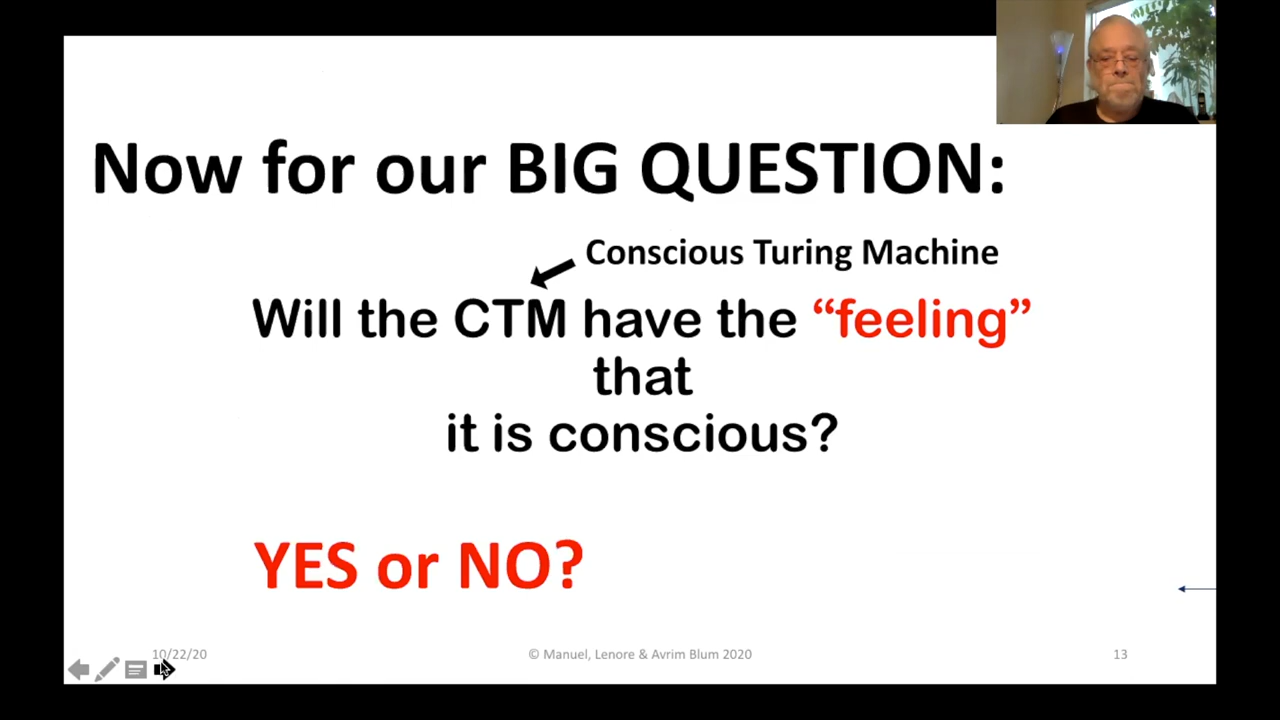 Now for our BIG QUESTION:
Conscious Turing Machine
Will the CTM have the “feeling”
that
it is conscious?
YES or NO?
10/22/20
© Manuel, Lenore & Avrim Blum 2020
13